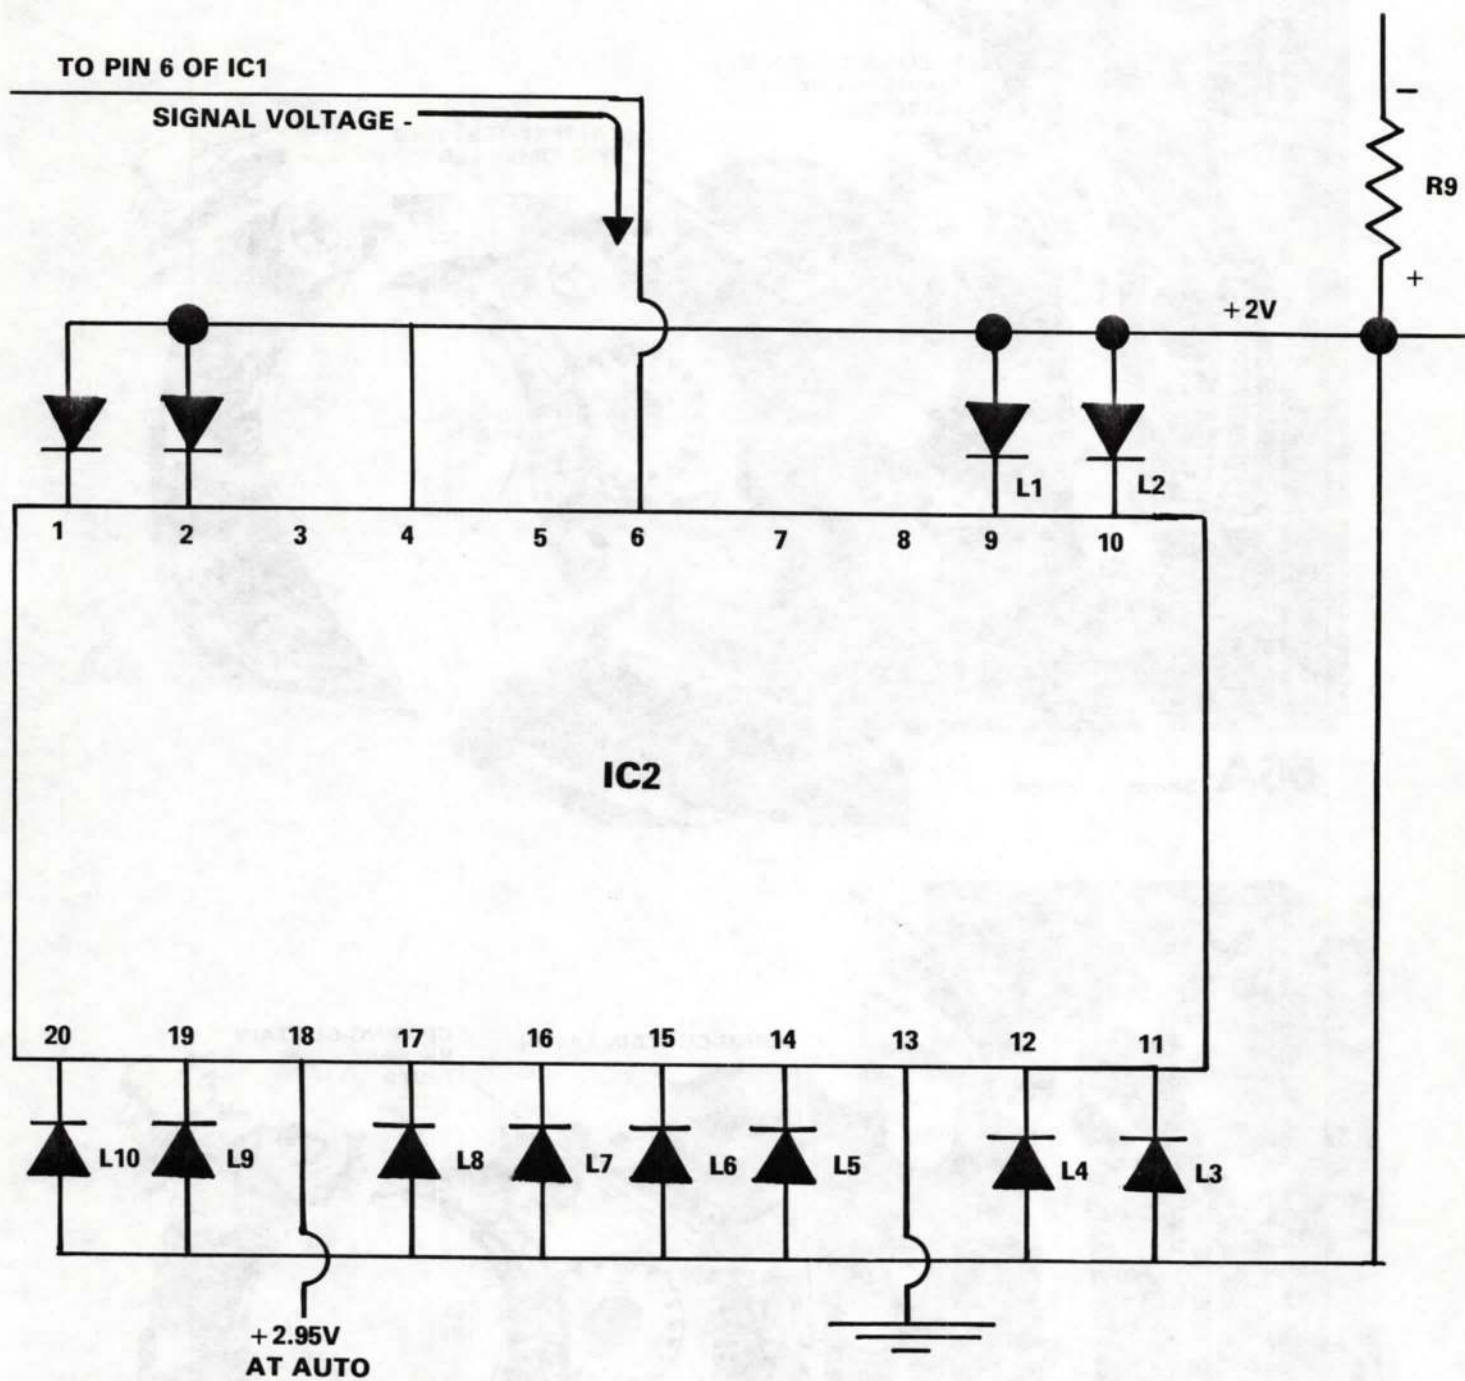 TO PIN 6 OF IC1
SIGNAL VOLTAGE -
−
R9
+
+2V
L1
L2
1 2 3 4 5 6 7 8 9 10
IC2
20 19 18 17 16 15 14 13 12 11
L10 L9 L8 L7 L6 L5 L4 L3
+2.95V
AT AUTO